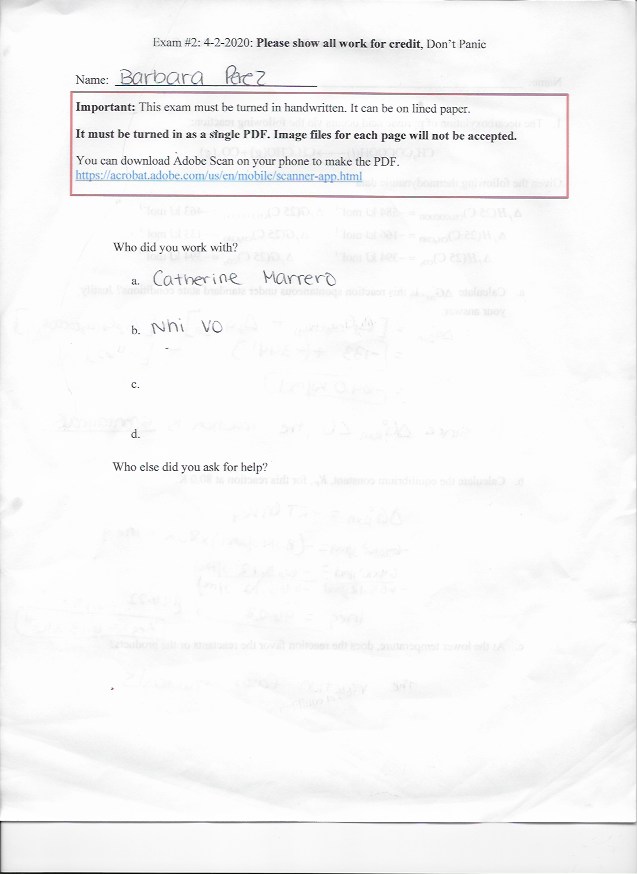 Exam #2: 4-2-2020: Please show all work for credit, Don't Panic
Name: Barbara Perez
Important: This exam must be turned in handwritten. It can be on lined paper.
It must be turned in as a single PDF. Image files for each page will not be accepted.
You can download Adobe Scan on your phone to make the PDF.
https://acrobat.adobe.com/us/en/mobile/scanner-app.html
Who did you work with?
a. Catherine Marrero
b. Nhi Vo
c.
d.
Who else did you ask for help?